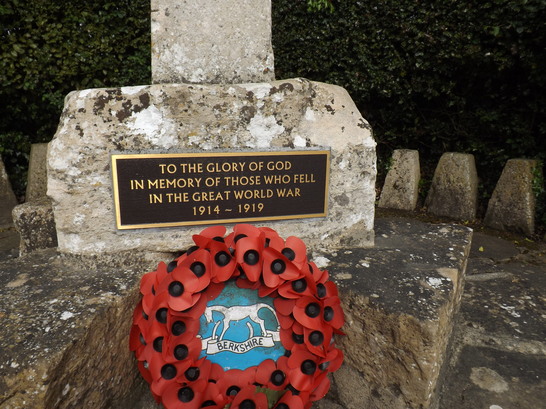 TO THE GLORY OF GOD
IN MEMORY OF THOSE WHO FELL
IN THE GREAT WORLD WAR
1914 ~ 1919
BERKSHIRE